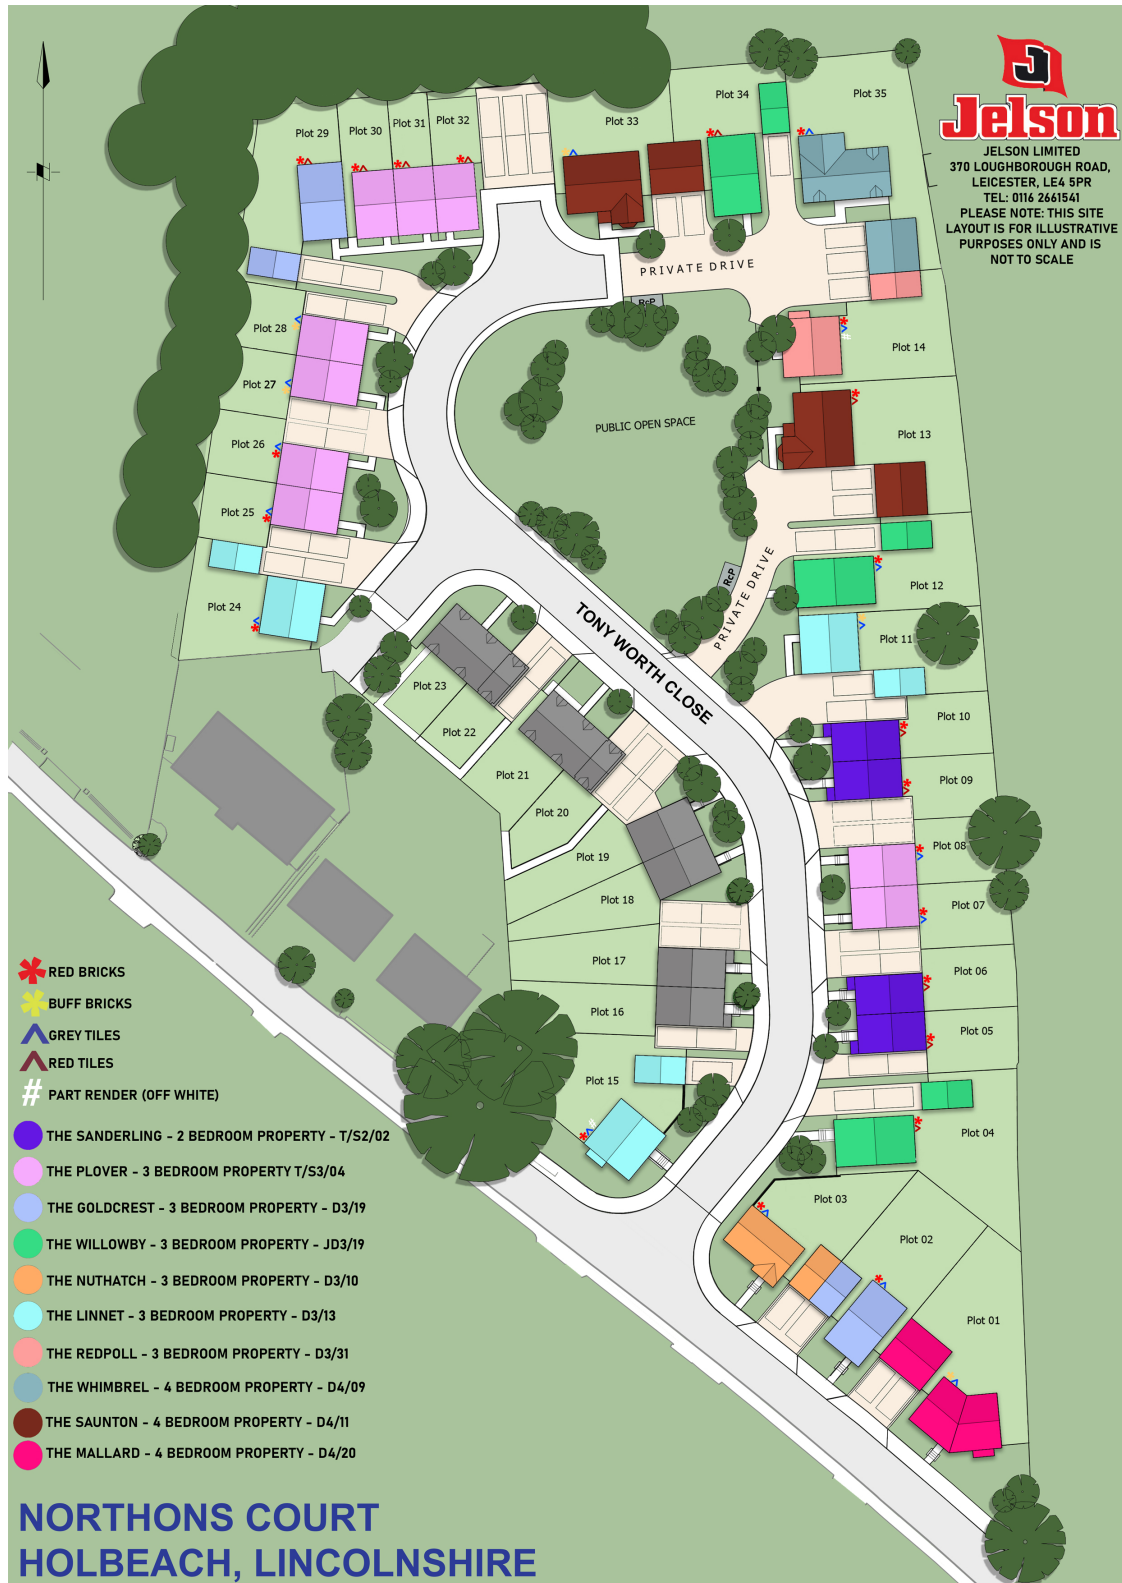 Jelson
JELSON LIMITED
370 LOUGHBOROUGH ROAD,
LEICESTER, LE4 5PR
TEL: 0116 2661541
PLEASE NOTE: THIS SITE
LAYOUT IS FOR ILLUSTRATIVE
PURPOSES ONLY AND IS
NOT TO SCALE
Plot 29
Plot 30
Plot 31
Plot 32
Plot 33
Plot 34
Plot 35
PRIVATE DRIVE
RcP
Plot 28
Plot 14
Plot 27
PUBLIC OPEN SPACE
Plot 13
Plot 26
Plot 25
Plot 12
RcP
PRIVATE DRIVE
Plot 24
Plot 11
TONY WORTH CLOSE
Plot 23
Plot 22
Plot 10
Plot 21
Plot 09
Plot 20
Plot 08
Plot 19
Plot 18
Plot 07
Plot 17
Plot 06
Plot 16
Plot 05
Plot 15
Plot 04
Plot 03
Plot 02
Plot 01
RED BRICKS
BUFF BRICKS
GREY TILES
RED TILES
# PART RENDER (OFF WHITE)
THE SANDERLING - 2 BEDROOM PROPERTY - T/S2/02
THE PLOVER - 3 BEDROOM PROPERTY T/S3/04
THE GOLDCREST - 3 BEDROOM PROPERTY - D3/19
THE WILLOWBY - 3 BEDROOM PROPERTY - JD3/19
THE NUTHATCH - 3 BEDROOM PROPERTY - D3/10
THE LINNET - 3 BEDROOM PROPERTY - D3/13
THE REDPOLL - 3 BEDROOM PROPERTY - D3/31
THE WHIMBREL - 4 BEDROOM PROPERTY - D4/09
THE SAUNTON - 4 BEDROOM PROPERTY - D4/11
THE MALLARD - 4 BEDROOM PROPERTY - D4/20
NORTHONS COURT
HOLBEACH, LINCOLNSHIRE